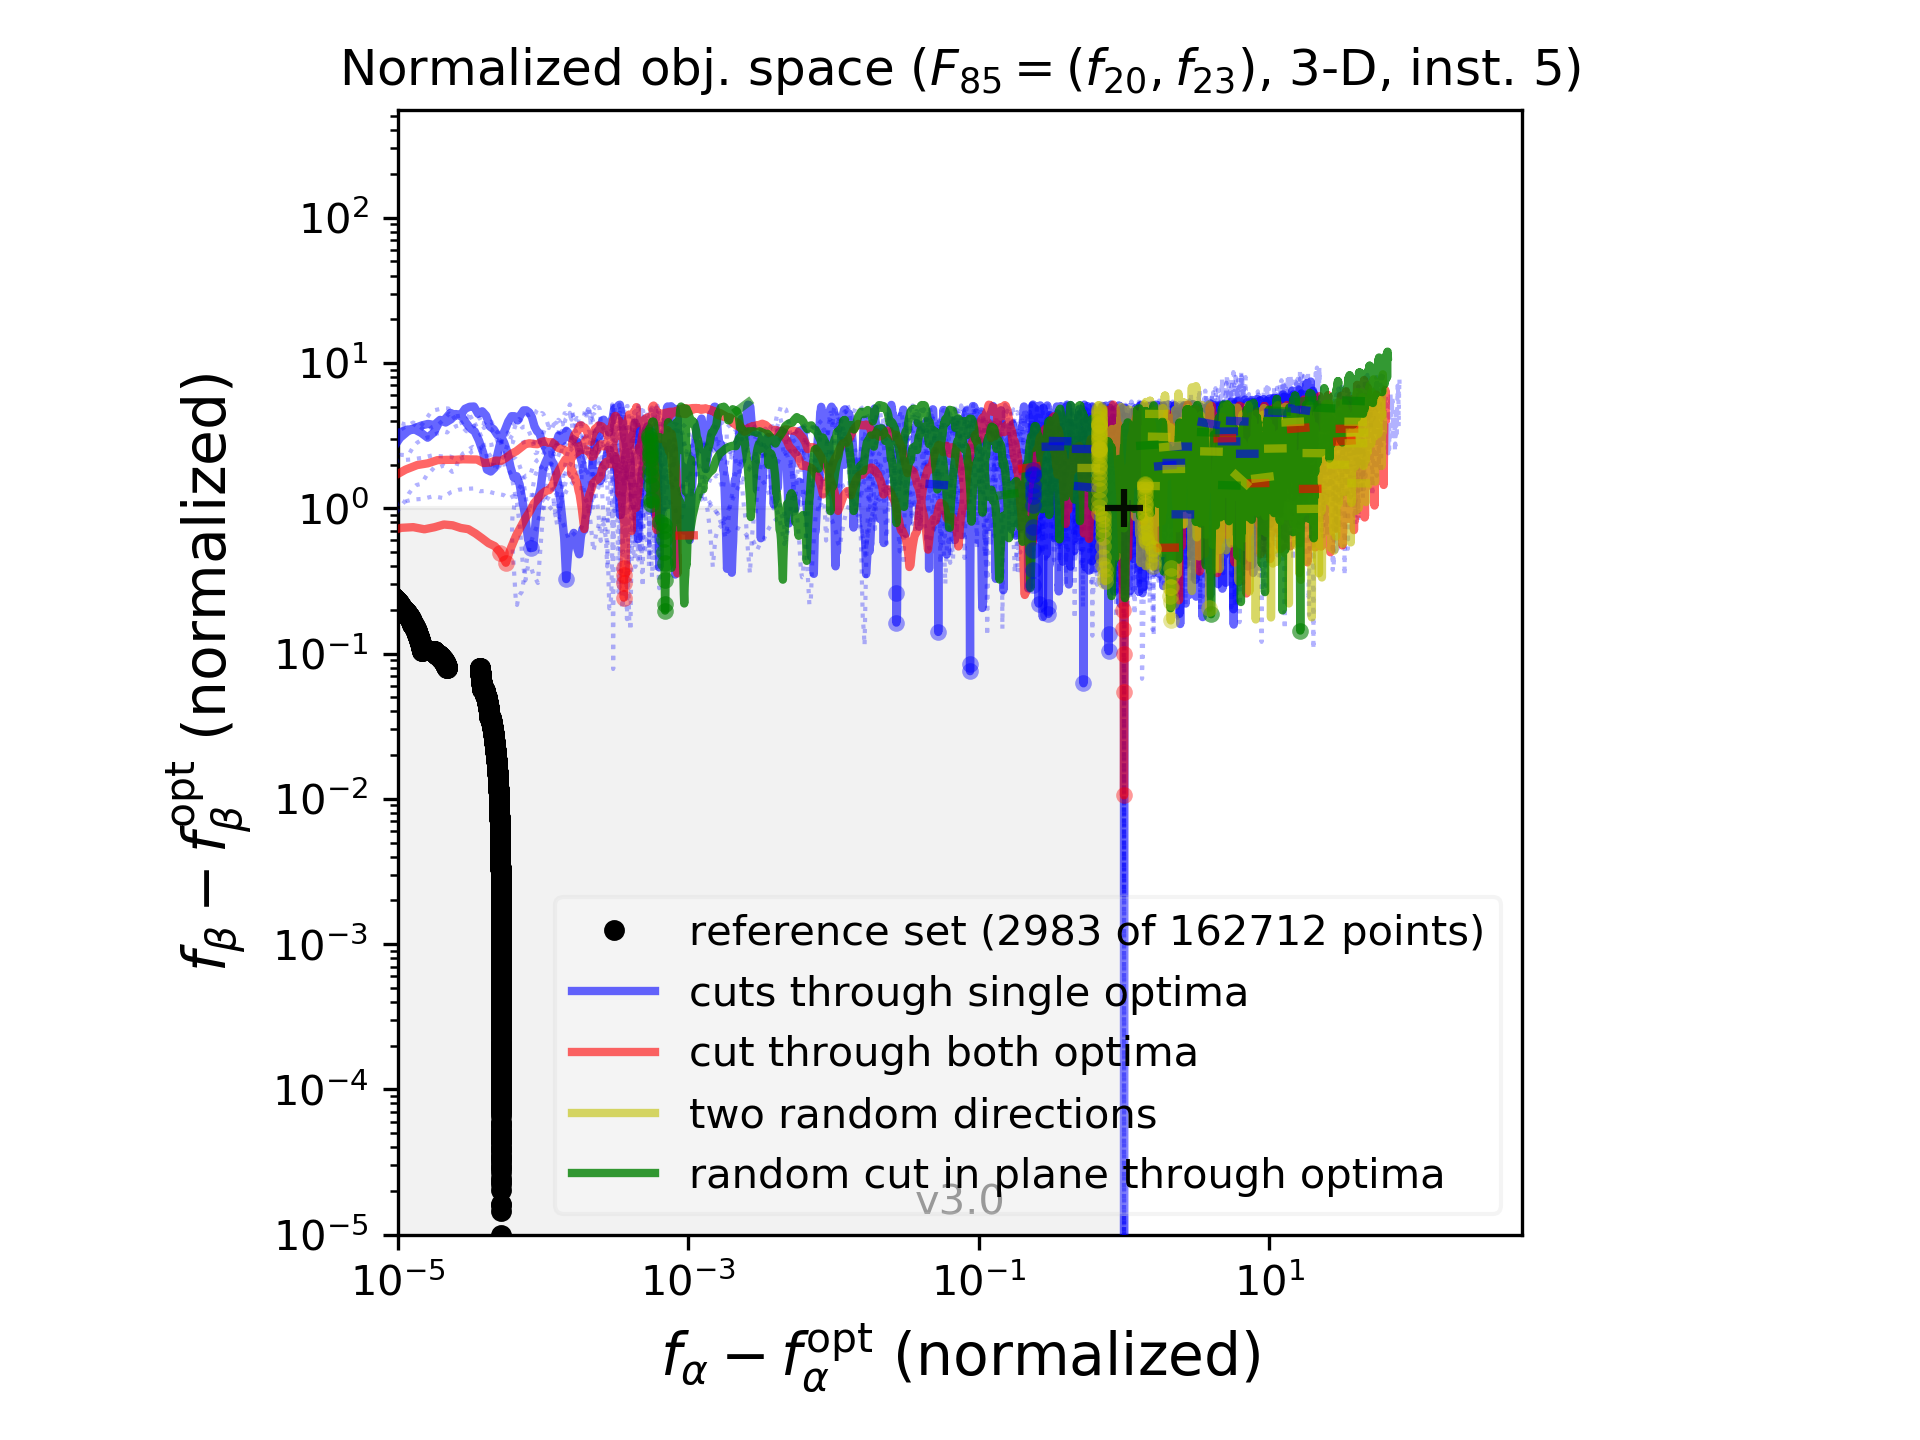 Normalized obj. space (F₈₅ = (f₂₀, f₂₃), 3-D, inst. 5)
10²
10¹
10⁰
10⁻¹
10⁻²
10⁻³
10⁻⁴
10⁻⁵
f_β − f_β^opt (normalized)
reference set (2983 of 162712 points)
cuts through single optima
cut through both optima
two random directions
random cut in plane through optima
v3.0
10⁻⁵ 10⁻³ 10⁻¹ 10¹
f_α − f_α^opt (normalized)